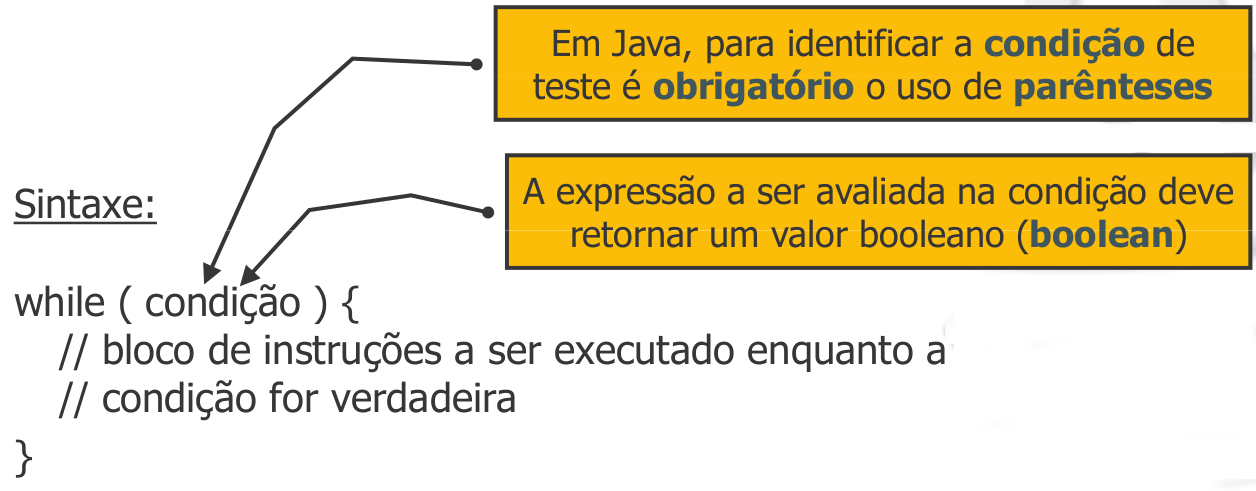 Em Java, para identificar a condição de
teste é obrigatório o uso de parênteses
A expressão a ser avaliada na condição deve
retornar um valor booleano (boolean)
Sintaxe:
while ( condição ) {
// bloco de instruções a ser executado enquanto a
// condição for verdadeira
}